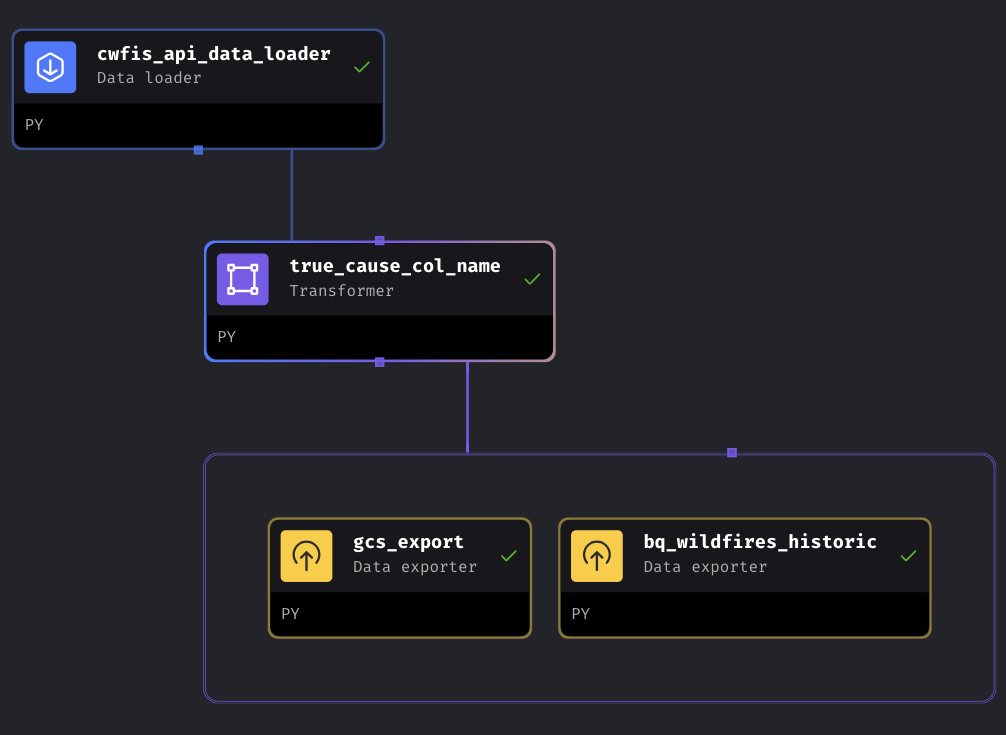 cwfis_api_data_loader
Data loader
PY
true_cause_col_name
Transformer
PY
gcs_export
Data exporter
PY
bq_wildfires_historic
Data exporter
PY